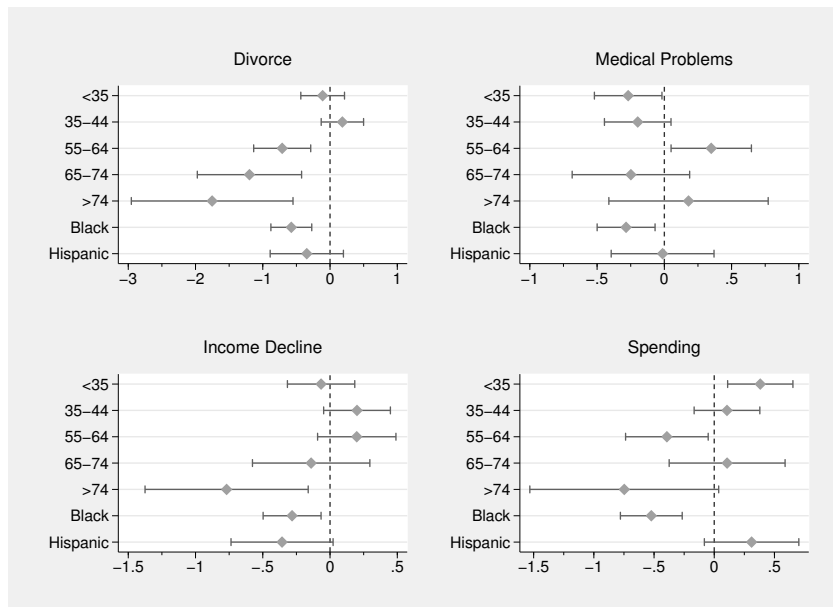 Divorce
<35
35−44
55−64
65−74
>74
Black
Hispanic
−3 −2 −1 0 1
Medical Problems
<35
35−44
55−64
65−74
>74
Black
Hispanic
−1 −.5 0 .5 1
Income Decline
<35
35−44
55−64
65−74
>74
Black
Hispanic
−1.5 −1 −.5 0 .5
Spending
<35
35−44
55−64
65−74
>74
Black
Hispanic
−1.5 −1 −.5 0 .5